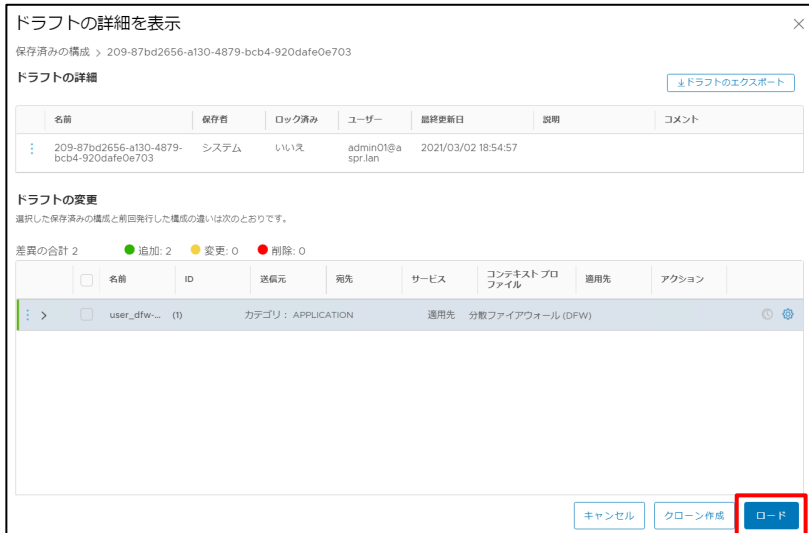 ドラフトの詳細を表示
保存済みの構成 > 209-87bd2656-a130-4879-bcb4-920dafe0e703
ドラフトの詳細
ドラフトのエクスポート
名前 保存者 ロック済み ユーザー 最終更新日 説明 コメント
209-87bd2656-a130-4879- システム いいえ admin01@a 2021/03/02 18:54:57
bcb4-920dafe0e703 spr.lan
ドラフトの変更
選択した保存済みの構成と前回発行した構成の違いは次のとおりです。
差異の合計 2 追加: 2 変更: 0 削除: 0
名前 ID 送信元 宛先 サービス コンテキスト プロ 適用先 アクション
ファイル
user_dfw-... (1) カテゴリ : APPLICATION 適用先 分散ファイアウォール (DFW)
キャンセル クローン作成 ロード